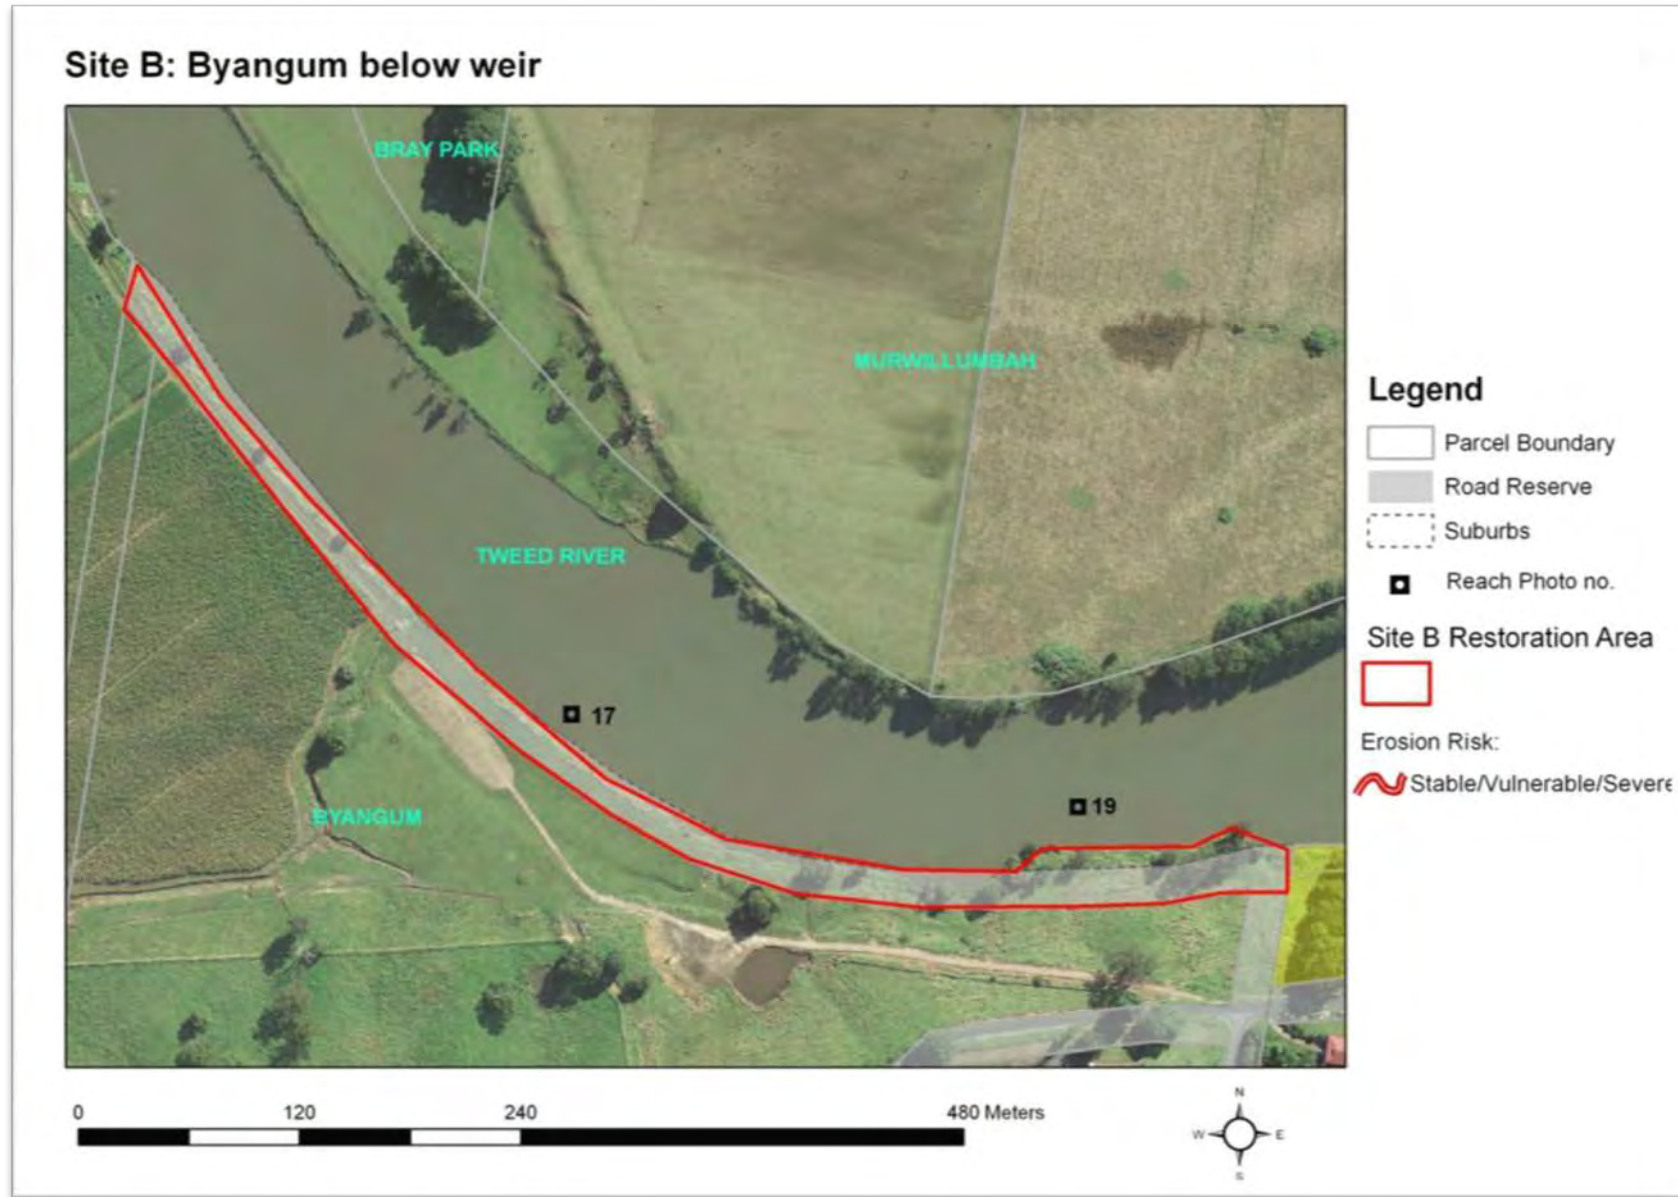 Site B: Byangum below weir
BRAY PARK
MURWILLUMBAH
TWEED RIVER
17
19
BYANGUM
Legend
Parcel Boundary
Road Reserve
Suburbs
Reach Photo no.
Site B Restoration Area
Erosion Risk:
Stable/Vulnerable/Severe
0 120 240 480 Meters
N
W E
S